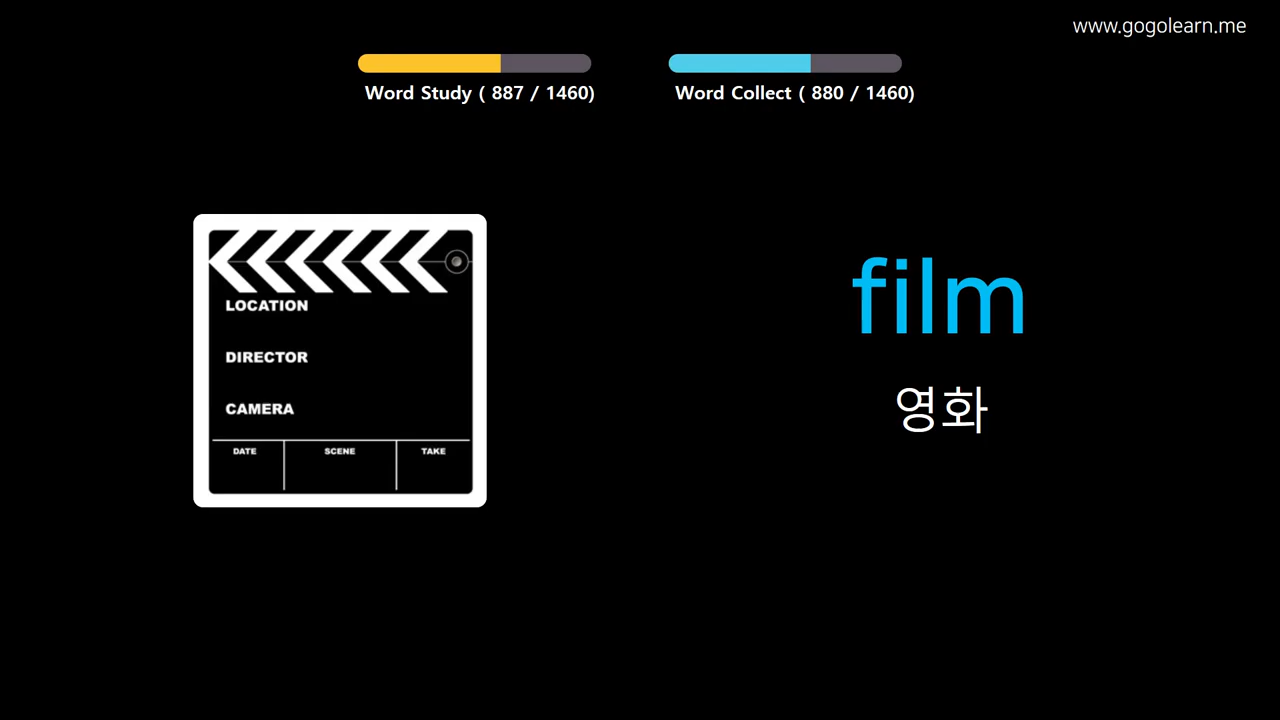 www.gogolearn.me
Word Study ( 887 / 1460)
Word Collect ( 880 / 1460)
LOCATION
DIRECTOR
CAMERA
DATE
SCENE
TAKE
film
영화